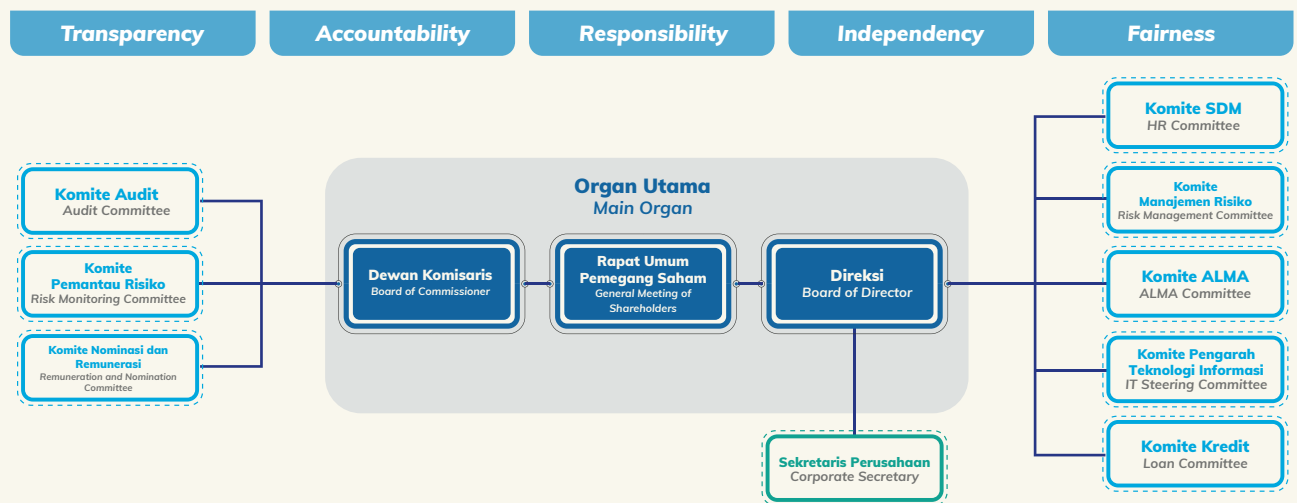 Transparency
Accountability
Responsibility
Independency
Fairness
Komite Audit
Audit Committee
Komite
Pemantau Risiko
Risk Monitoring Committee
Komite Nominasi dan
Remunerasi
Remuneration and Nomination
Committee
Organ Utama
Main Organ
Dewan Komisaris
Board of Commissioner
Rapat Umum
Pemegang Saham
General Meeting of
Shareholders
Direksi
Board of Director
Sekretaris Perusahaan
Corporate Secretary
Komite SDM
HR Committee
Komite
Manajemen Risiko
Risk Management Committee
Komite ALMA
ALMA Committee
Komite Pengarah
Teknologi Informasi
IT Steering Committee
Komite Kredit
Loan Committee